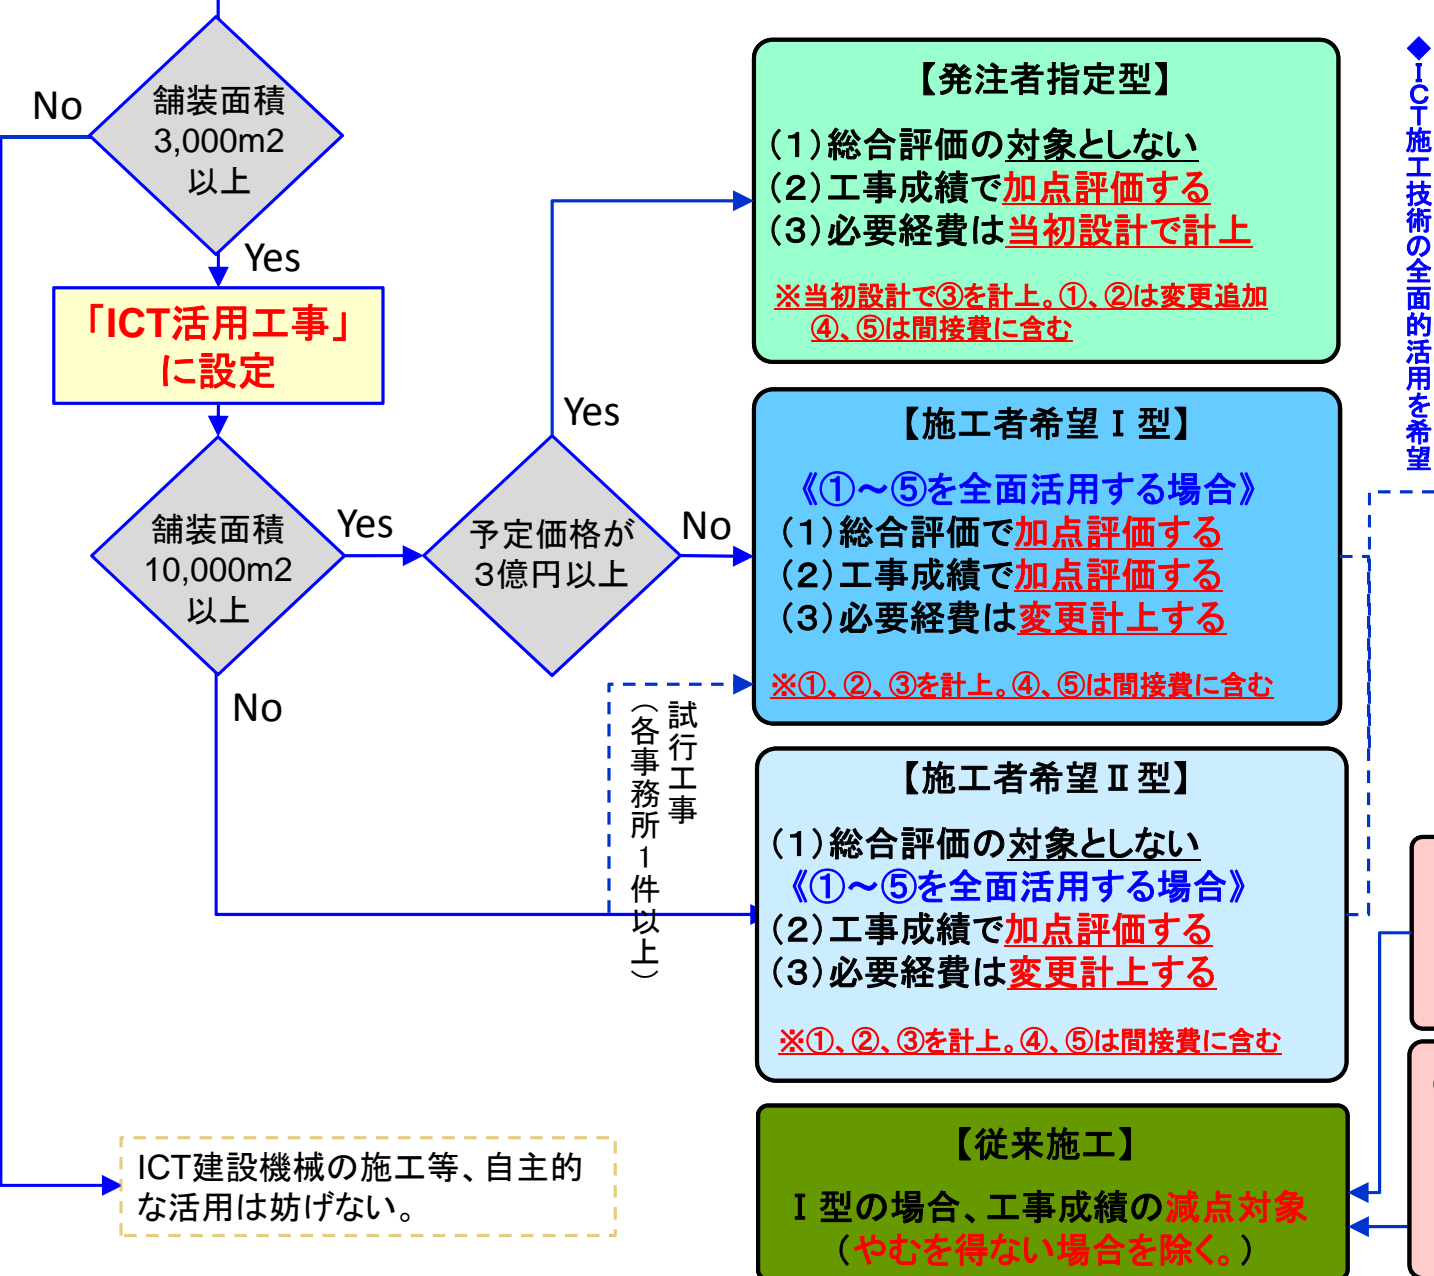 No
舗装面積
3,000m2
以上
Yes
「ICT活用工事」
に設定
舗装面積
10,000m2
以上
Yes
No
予定価格が
3億円以上
Yes
No
試行工事
（各事務所1件以上）
【発注者指定型】
（1）総合評価の対象としない
（2）工事成績で加点評価する
（3）必要経費は当初設計で計上
※当初設計で③を計上。①、②は変更追加
④、⑤は間接費に含む
【施工者希望Ⅰ型】
《①～⑤を全面活用する場合》
（1）総合評価で加点評価する
（2）工事成績で加点評価する
（3）必要経費は変更計上する
※①、②、③を計上。④、⑤は間接費に含む
【施工者希望Ⅱ型】
（1）総合評価の対象としない
《①～⑤を全面活用する場合》
（2）工事成績で加点評価する
（3）必要経費は変更計上する
※①、②、③を計上。④、⑤は間接費に含む
【従来施工】
Ⅰ型の場合、工事成績の減点対象
（やむを得ない場合を除く。）
ICT建設機械の施工等、自主的
な活用は妨げない。
◆ICT施工技術の全面的活用を希望